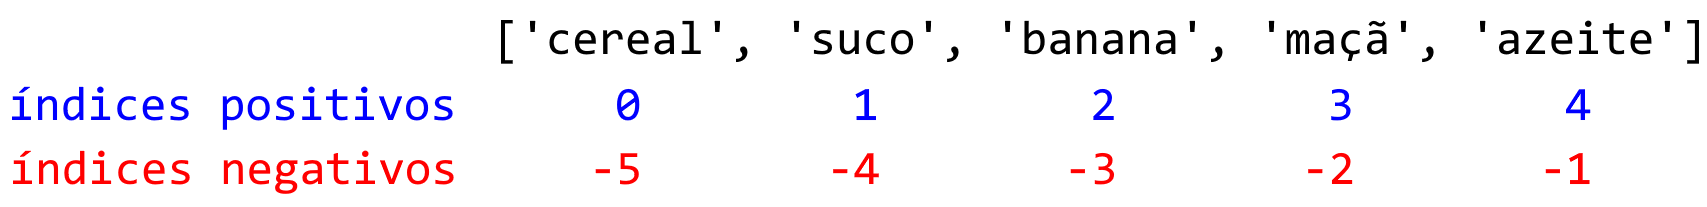 ['cereal', 'suco', 'banana', 'maçã', 'azeite']
índices positivos 0 1 2 3 4
índices negativos -5 -4 -3 -2 -1